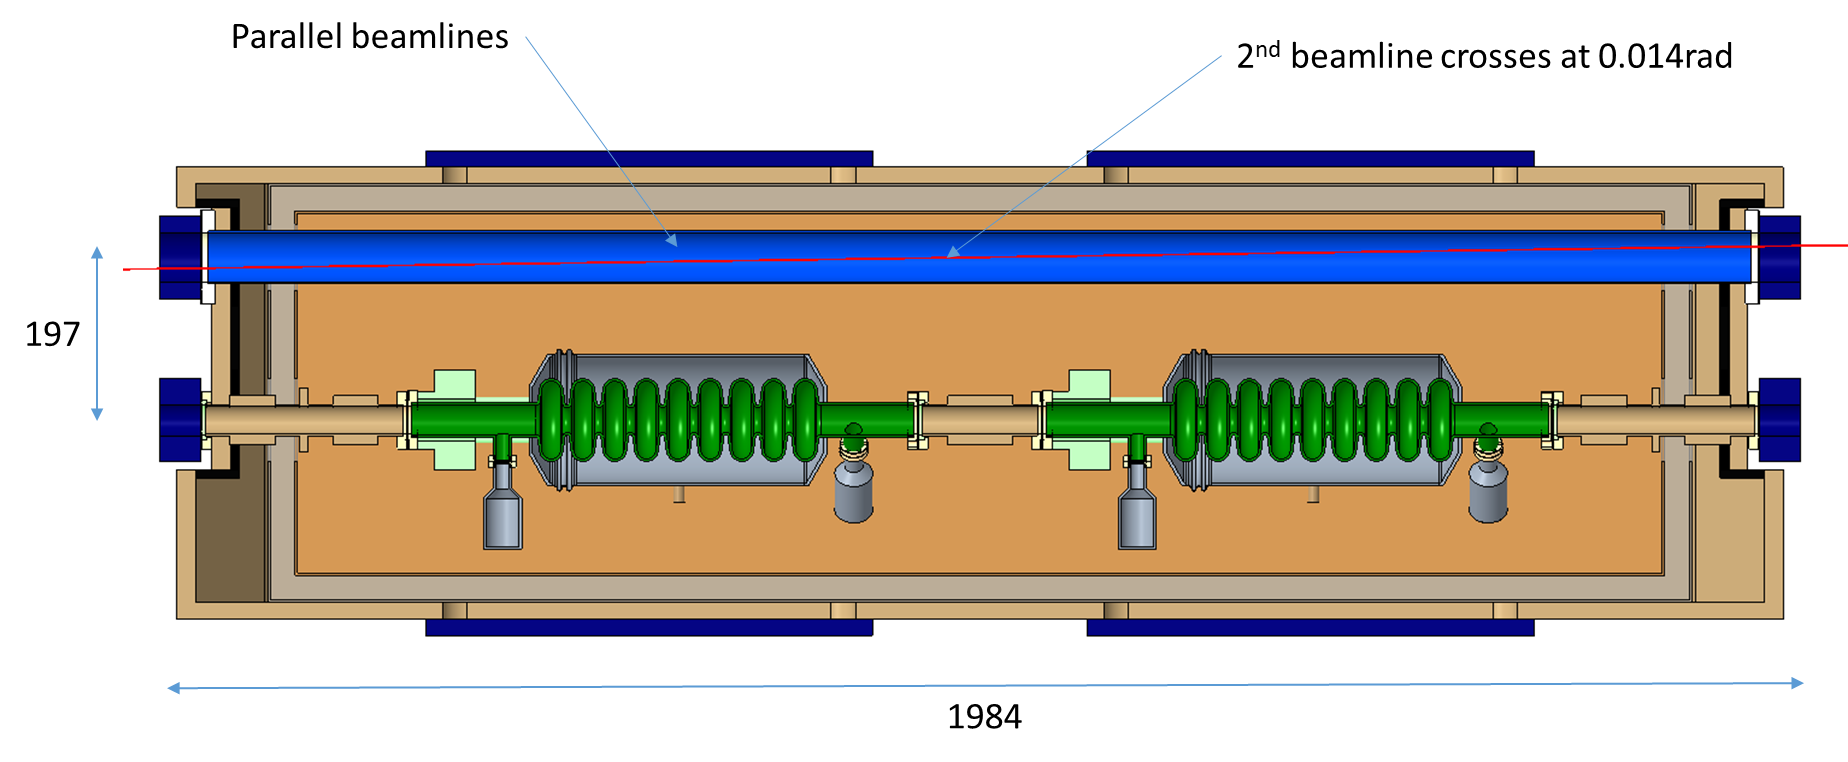 Parallel beamlines
2nd beamline crosses at 0.014rad
197
1984